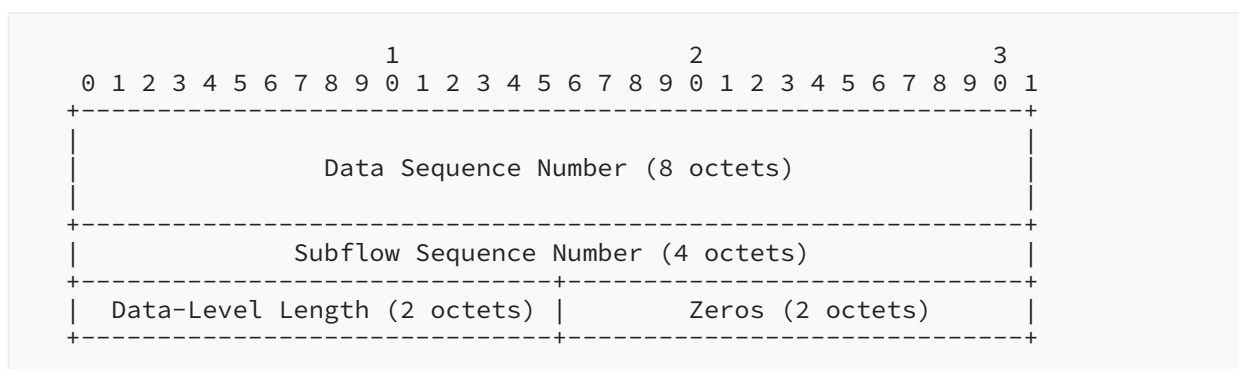 1                   2                   3
 0 1 2 3 4 5 6 7 8 9 0 1 2 3 4 5 6 7 8 9 0 1 2 3 4 5 6 7 8 9 0 1
+--------------------------------------------------------------+
|                                                              |
|                Data Sequence Number (8 octets)               |
|                                                              |
+--------------------------------------------------------------+
|              Subflow Sequence Number (4 octets)              |
+-------------------------------+------------------------------+
|  Data-Level Length (2 octets) |        Zeros (2 octets)      |
+-------------------------------+------------------------------+